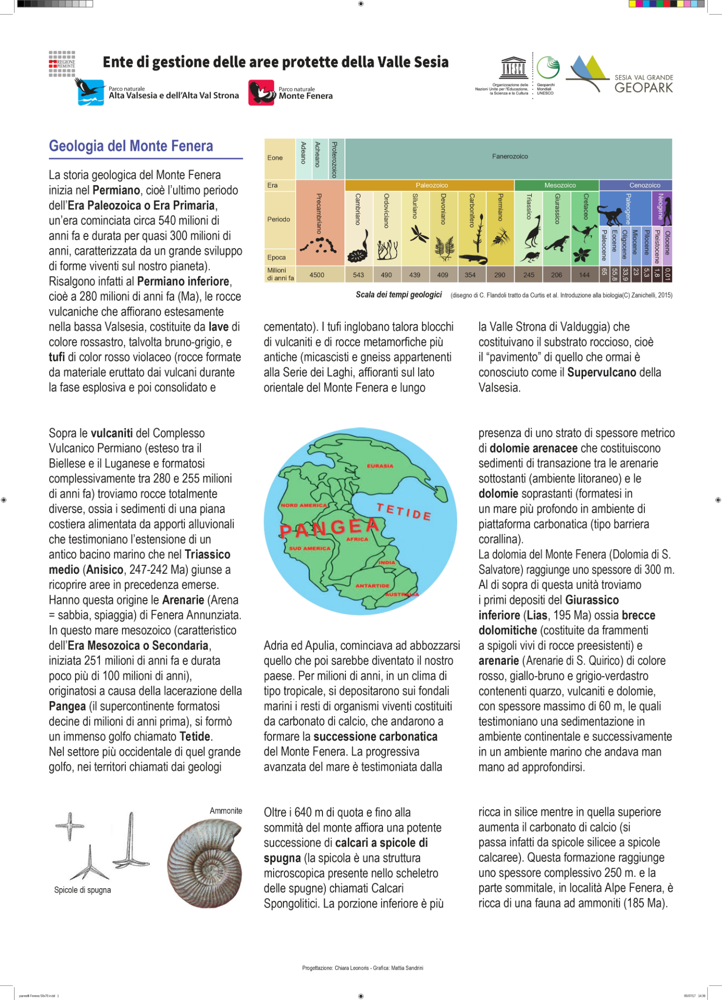 REGIONE
PIEMONTE
Ente di gestione delle aree protette della Valle Sesia
Parco naturale
Alta Valsesia e dell'Alta Val Strona
Parco naturale
Monte Fenera
UNESCO
Organizzazione delle
Nazioni Unite per l'Educazione,
la Scienza e la Cultura
Geoparchi
Mondiali
UNESCO
SESIA VAL GRANDE
GEOPARK
Geologia del Monte Fenera
La storia geologica del Monte Fenera
inizia nel Permiano, cioè l'ultimo periodo
dell'Era Paleozoica o Era Primaria,
un'era cominciata circa 540 milioni di
anni fa e durata per quasi 300 milioni di
anni, caratterizzata da un grande sviluppo
di forme viventi sul nostro pianeta).
Risalgono infatti al Permiano inferiore,
cioè a 280 milioni di anni fa (Ma), le rocce
vulcaniche che affiorano estesamente
nella bassa Valsesia, costituite da lave di
colore rossastro, talvolta bruno-grigio, e
tufi di color rosso violaceo (rocce formate
da materiale eruttato dai vulcani durante
la fase esplosiva e poi consolidato e
Eone
Adeano
Acheano
Proterozoico
Fanerozoico
Era
Paleozoico
Mesozoico
Cenozoico
Periodo
Precambriano
Cambriano
Ordoviciano
Siluriano
Devoniano
Carbonifero
Permiano
Triassico
Giurassico
Cretaceo
Paleogene
Neogene
Epoca
Paleocene
Eocene
Oligocene
Miocene
Pliocene
Pleistocene
Olocene
Milioni
di anni fa
4500
543
490
439
409
354
290
245
206
144
65
55,8
33,9
23
5,3
1,8
0,01
Scala dei tempi geologici (disegno di C. Flandoli tratto da Curtis et al. Introduzione alla biologia(C) Zanichelli, 2015)
cementato). I tufi inglobano talora blocchi
di vulcaniti e di rocce metamorfiche più
antiche (micascisti e gneiss appartenenti
alla Serie dei Laghi, affioranti sul lato
orientale del Monte Fenera e lungo
la Valle Strona di Valduggia) che
costituivano il substrato roccioso, cioè
il “pavimento” di quello che ormai è
conosciuto come il Supervulcano della
Valsesia.
Sopra le vulcaniti del Complesso
Vulcanico Permiano (esteso tra il
Biellese e il Luganese e formatosi
complessivamente tra 280 e 255 milioni
di anni fa) troviamo rocce totalmente
diverse, ossia i sedimenti di una piana
costiera alimentata da apporti alluvionali
che testimoniano l'estensione di un
antico bacino marino che nel Triassico
medio (Anisico, 247-242 Ma) giunse a
ricoprire aree in precedenza emerse.
Hanno questa origine le Arenarie (Arena
= sabbia, spiaggia) di Fenera Annunziata.
In questo mare mesozoico (caratteristico
dell'Era Mesozoica o Secondaria,
iniziata 251 milioni di anni fa e durata
poco più di 100 milioni di anni),
originatosi a causa della lacerazione della
Pangea (il supercontinente formatosi
decine di milioni di anni prima), si formò
un immenso golfo chiamato Tetide.
Nel settore più occidentale di quel grande
golfo, nei territori chiamati dai geologi
EURASIA
NORD AMERICA
TETIDE
PANGEA
AFRICA
SUD AMERICA
INDIA
ANTARTIDE
AUSTRALIA
Adria ed Apulia, cominciava ad abbozzarsi
quello che poi sarebbe diventato il nostro
paese. Per milioni di anni, in un clima di
tipo tropicale, si depositarono sui fondali
marini i resti di organismi viventi costituiti
da carbonato di calcio, che andarono a
formare la successione carbonatica
del Monte Fenera. La progressiva
avanzata del mare è testimoniata dalla
presenza di uno strato di spessore metrico
di dolomie arenacee che costituiscono
sedimenti di transazione tra le arenarie
sottostanti (ambiente litoraneo) e le
dolomie soprastanti (formatesi in
un mare più profondo in ambiente di
piattaforma carbonatica (tipo barriera
corallina).
La dolomia del Monte Fenera (Dolomia di S.
Salvatore) raggiunge uno spessore di 300 m.
Al di sopra di questa unità troviamo
i primi depositi del Giurassico
inferiore (Lias, 195 Ma) ossia brecce
dolomitiche (costituite da frammenti
a spigoli vivi di rocce preesistenti) e
arenarie (Arenarie di S. Quirico) di colore
rosso, giallo-bruno e grigio-verdastro
contenenti quarzo, vulcaniti e dolomie,
con spessore massimo di 60 m, le quali
testimoniano una sedimentazione in
ambiente continentale e successivamente
in un ambiente marino che andava man
mano ad approfondirsi.
Ammonite
Spicole di spugna
Oltre i 640 m di quota e fino alla
sommità del monte affiora una potente
successione di calcari a spicole di
spugna (la spicola è una struttura
microscopica presente nello scheletro
delle spugne) chiamati Calcari
Spongolitici. La porzione inferiore è più
ricca in silice mentre in quella superiore
aumenta il carbonato di calcio (si
passa infatti da spicole silicee a spicole
calcaree). Questa formazione raggiunge
uno spessore complessivo 250 m. e la
parte sommitale, in località Alpe Fenera, è
ricca di una fauna ad ammoniti (185 Ma).
Progettazione: Chiara Leonoris - Grafica: Mattia Sandrini
pannelli Fenera 50x70.indd 1
05/07/17 14:36